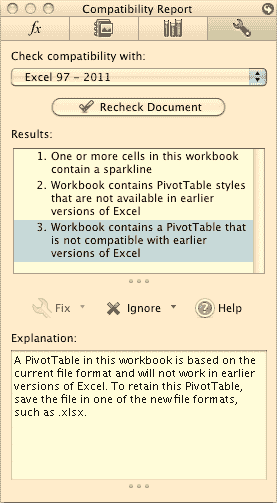 Compatibility Report
fx
Check compatibility with:
Excel 97 – 2011
Recheck Document
Results:
1. One or more cells in this workbook
contain a sparkline
2. Workbook contains PivotTable styles
that are not available in earlier
versions of Excel
3. Workbook contains a PivotTable that
is not compatible with earlier
versions of Excel
Fix
Ignore
? Help
Explanation:
A PivotTable in this workbook is based on the
current file format and will not work in earlier
versions of Excel. To retain this PivotTable,
save the file in one of the new file formats,
such as .xlsx.